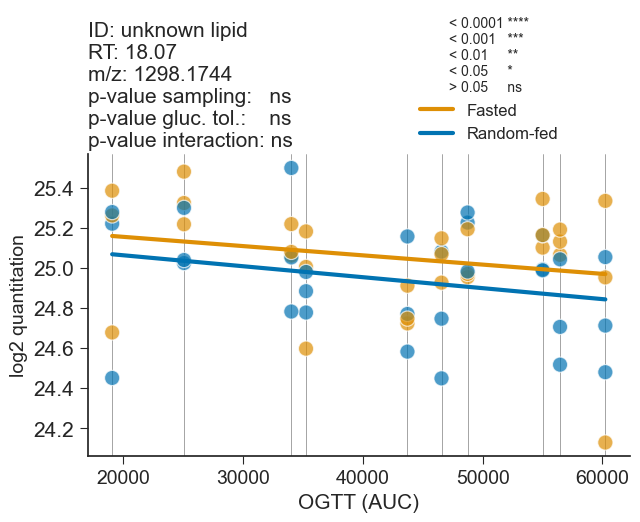 ID: unknown lipid
RT: 18.07
m/z: 1298.1744
p-value sampling: ns
p-value gluc. tol.: ns
p-value interaction: ns
< 0.0001 ****
< 0.001 ***
< 0.01 **
< 0.05 *
> 0.05 ns
Fasted
Random-fed
25.4
25.2
25.0
24.8
24.6
24.4
24.2
log2 quantitation
20000 30000 40000 50000 60000
OGTT (AUC)